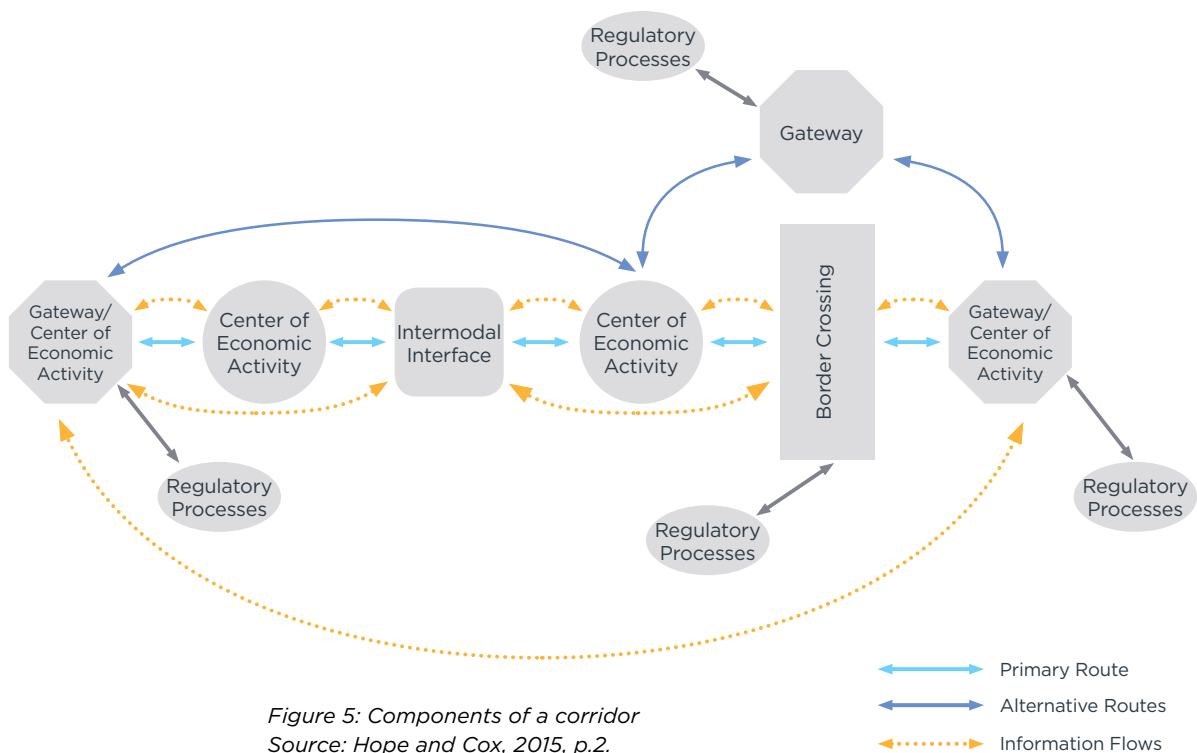 Regulatory
Processes
Gateway
Gateway/
Center of
Economic
Activity
Center of
Economic
Activity
Intermodal
Interface
Center of
Economic
Activity
Border Crossing
Gateway/
Center of
Economic
Activity
Regulatory
Processes
Regulatory
Processes
Regulatory
Processes
Primary Route
Alternative Routes
Information Flows
Figure 5: Components of a corridor
Source: Hope and Cox, 2015, p.2.